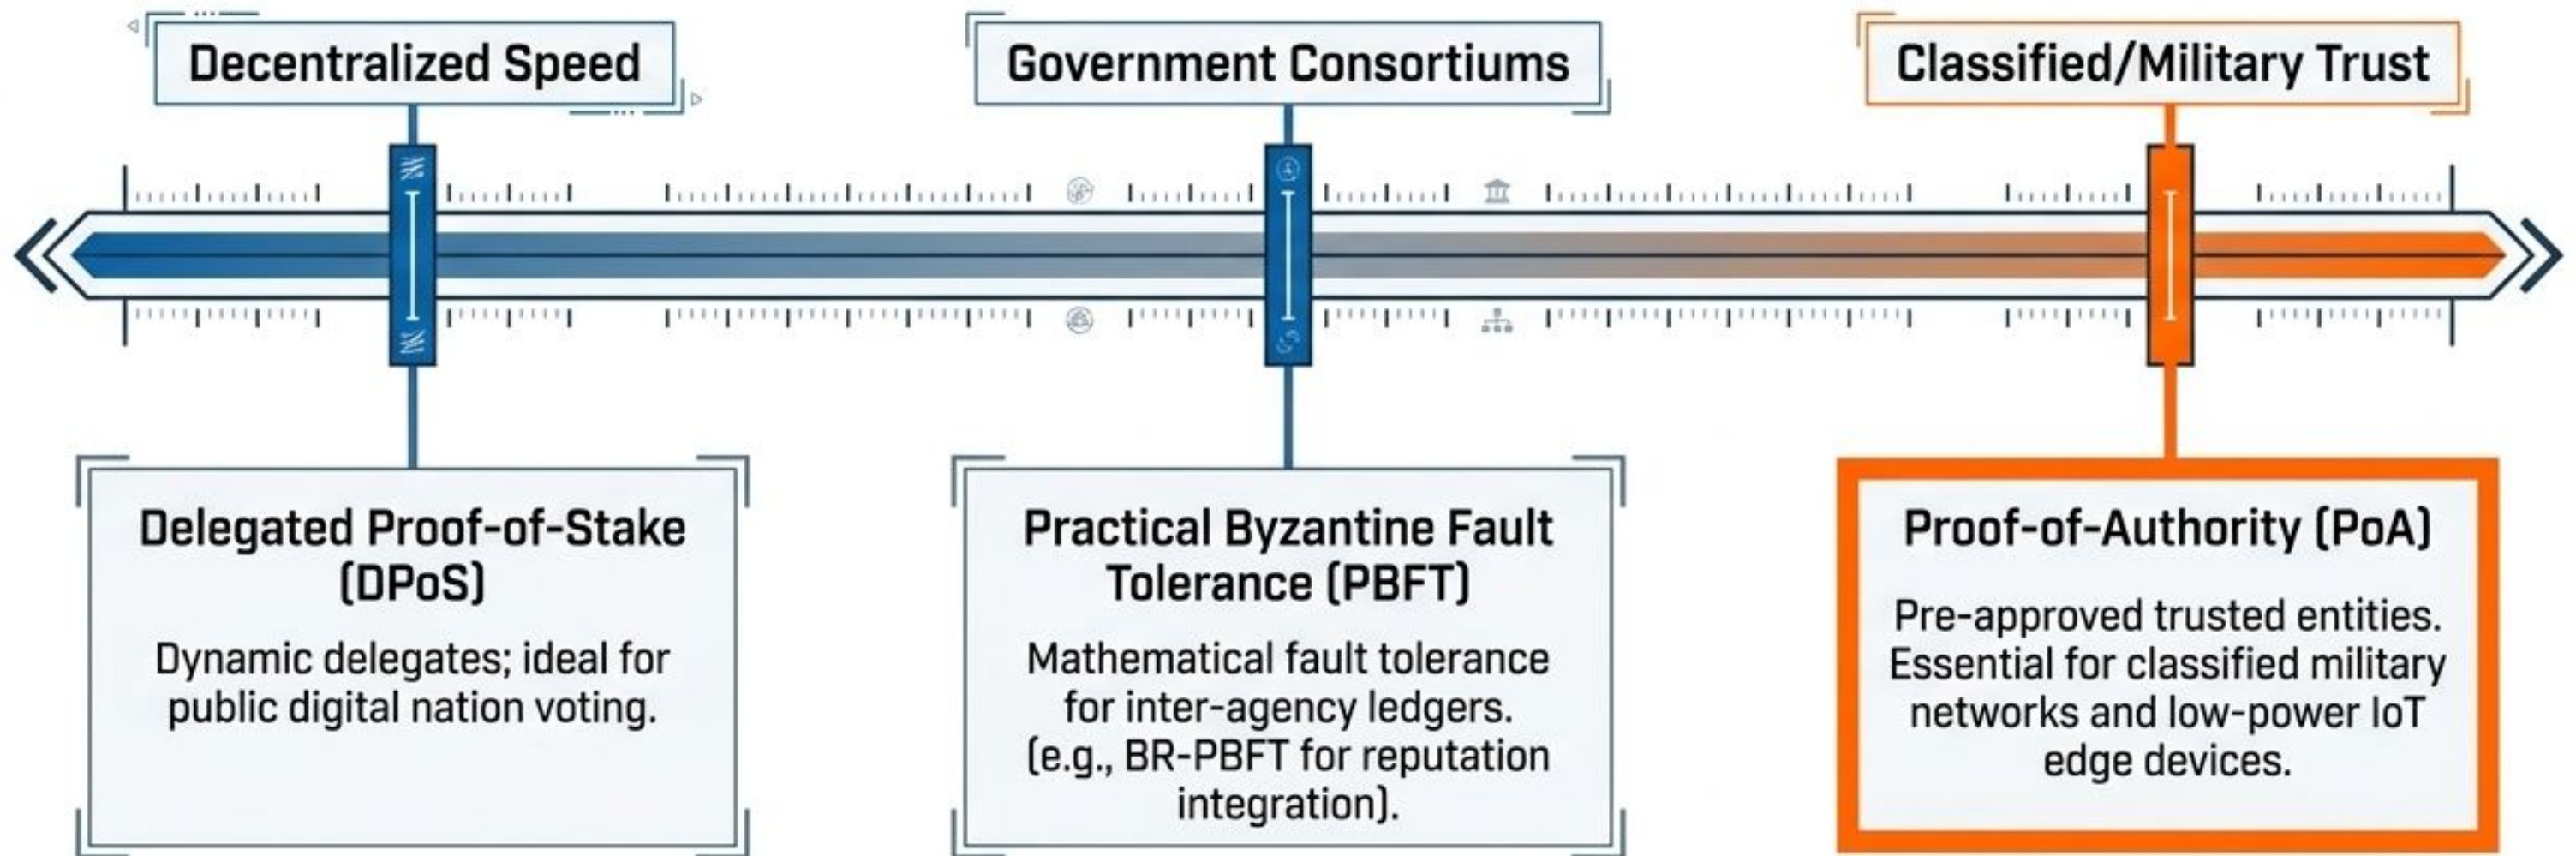 Decentralized Speed
Government Consortiums
Classified/Military Trust
Delegated Proof-of-Stake
(DPoS)
Dynamic delegates; ideal for
public digital nation voting.
Practical Byzantine Fault
Tolerance (PBFT)
Mathematical fault tolerance
for inter-agency ledgers.
(e.g., BR-PBFT for reputation
integration).
Proof-of-Authority (PoA)
Pre-approved trusted entities.
Essential for classified military
networks and low-power IoT
edge devices.